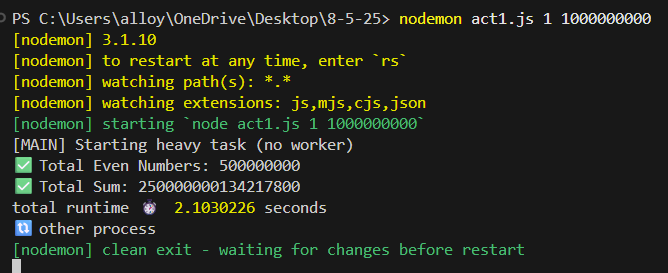 PS C:\Users\alloy\OneDrive\Desktop\8-5-25> nodemon act1.js 1 1000000000
[nodemon] 3.1.10
[nodemon] to restart at any time, enter `rs`
[nodemon] watching path(s): *.*
[nodemon] watching extensions: js,mjs,cjs,json
[nodemon] starting `node act1.js 1 1000000000`
[MAIN] Starting heavy task (no worker)
✅ Total Even Numbers: 500000000
✅ Total Sum: 250000000134217800
total runtime ⏰ 2.1030226 seconds
🔃 other process
[nodemon] clean exit - waiting for changes before restart